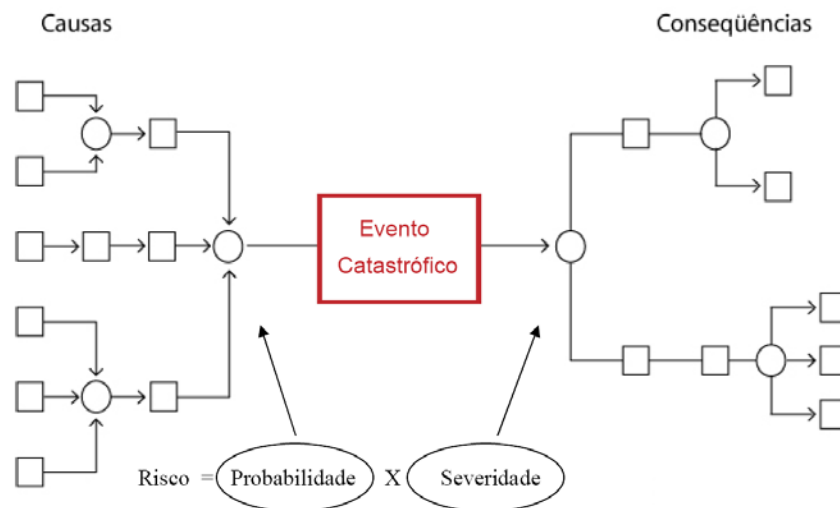 Causas
Conseqüências
Evento
Catastrófico
Risco = Probabilidade X Severidade